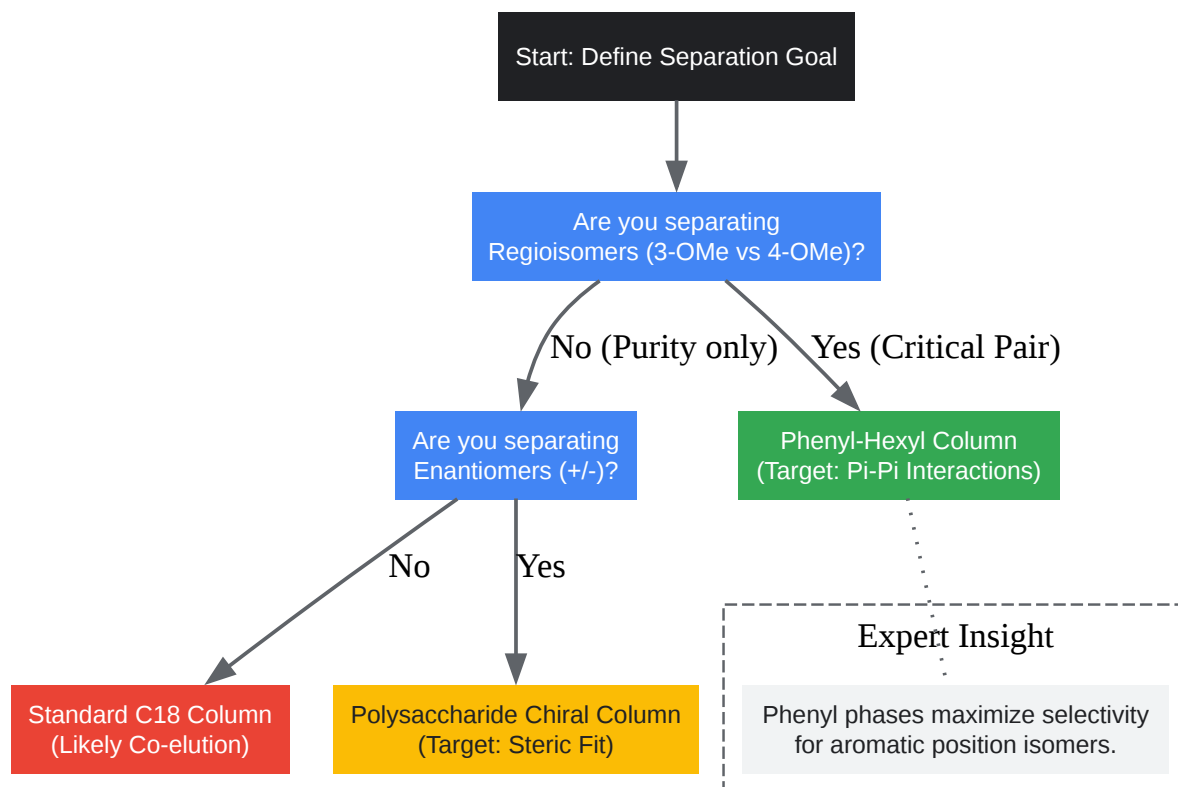 Start: Define Separation Goal
Are you separating
Regioisomers (3-OMe vs 4-OMe)?
No (Purity only)
Yes (Critical Pair)
Are you separating
Enantiomers (+/-)?
Phenyl-Hexyl Column
(Target: Pi-Pi Interactions)
No
Yes
Expert Insight
Standard C18 Column
(Likely Co-elution)
Polysaccharide Chiral Column
(Target: Steric Fit)
Phenyl phases maximize selectivity
for aromatic position isomers.